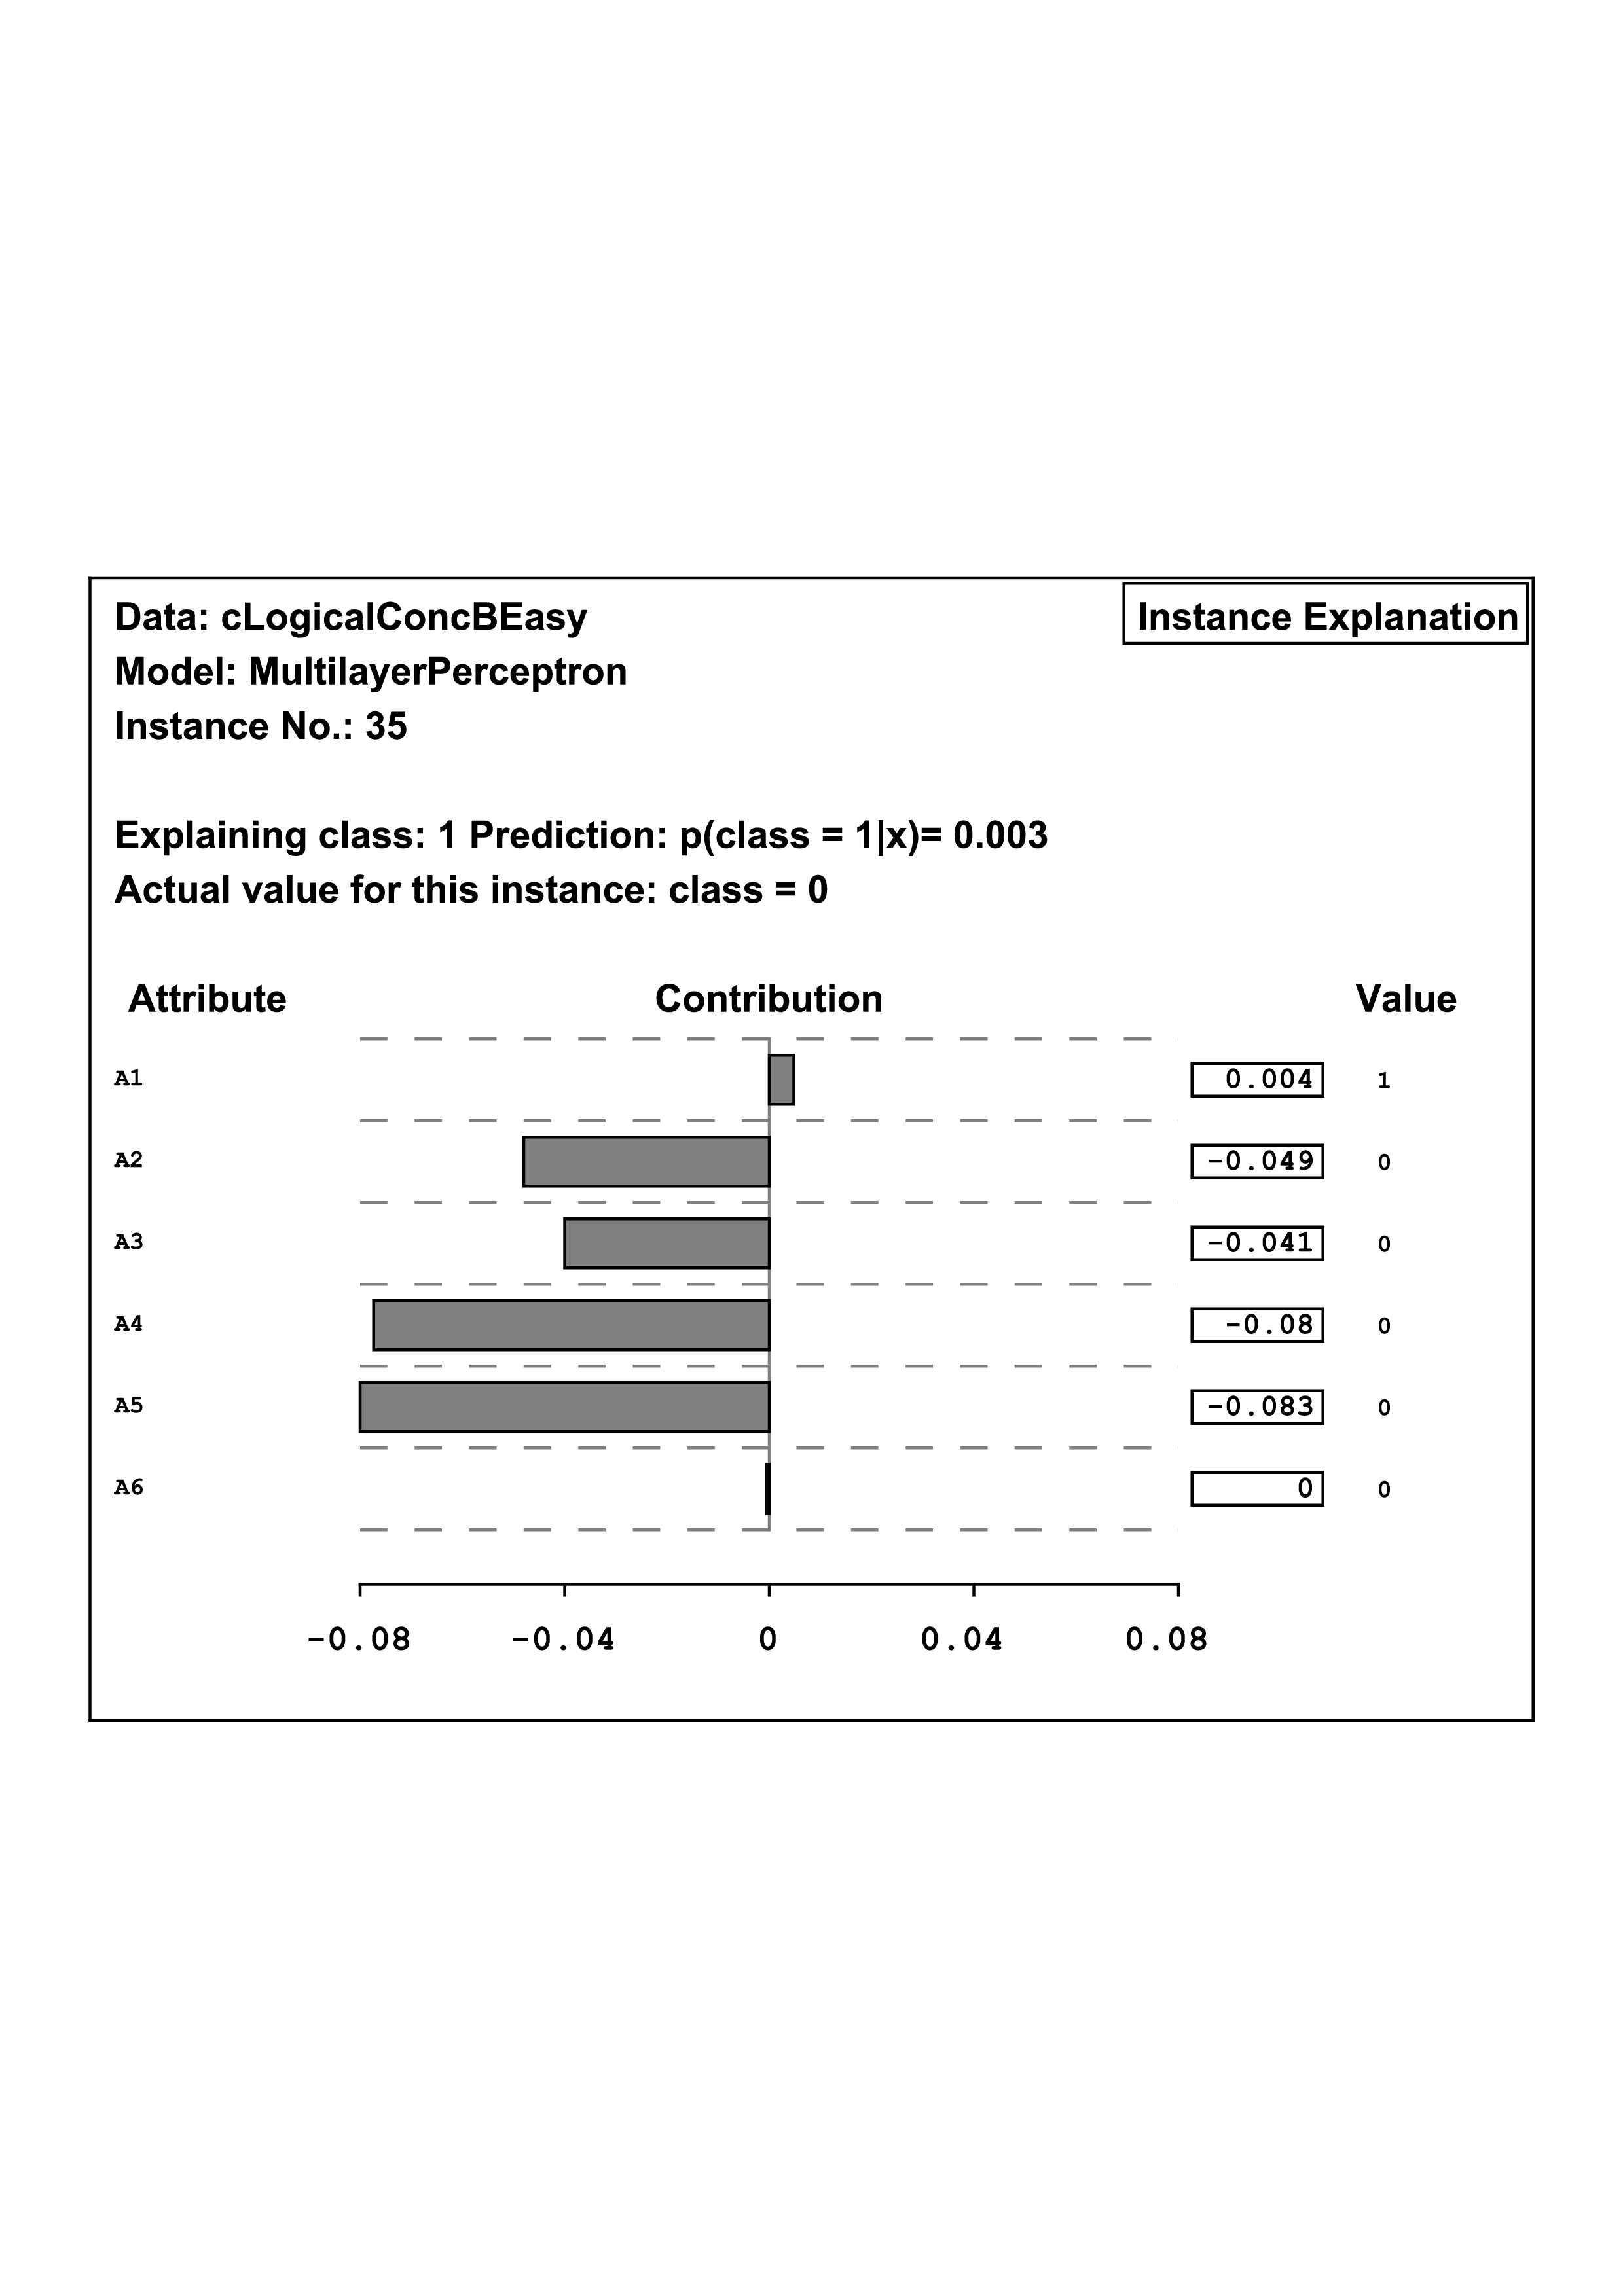 Data: cLogicalConcBEasy
Instance Explanation
Model: MultilayerPerceptron
Instance No.: 35
Explaining class: 1 Prediction: p(class = 1|x)= 0.003
Actual value for this instance: class = 0
Attribute Contribution Value
A1 0.004 1
A2 -0.049 0
A3 -0.041 0
A4 -0.08 0
A5 -0.083 0
A6 0 0
-0.08 -0.04 0 0.04 0.08